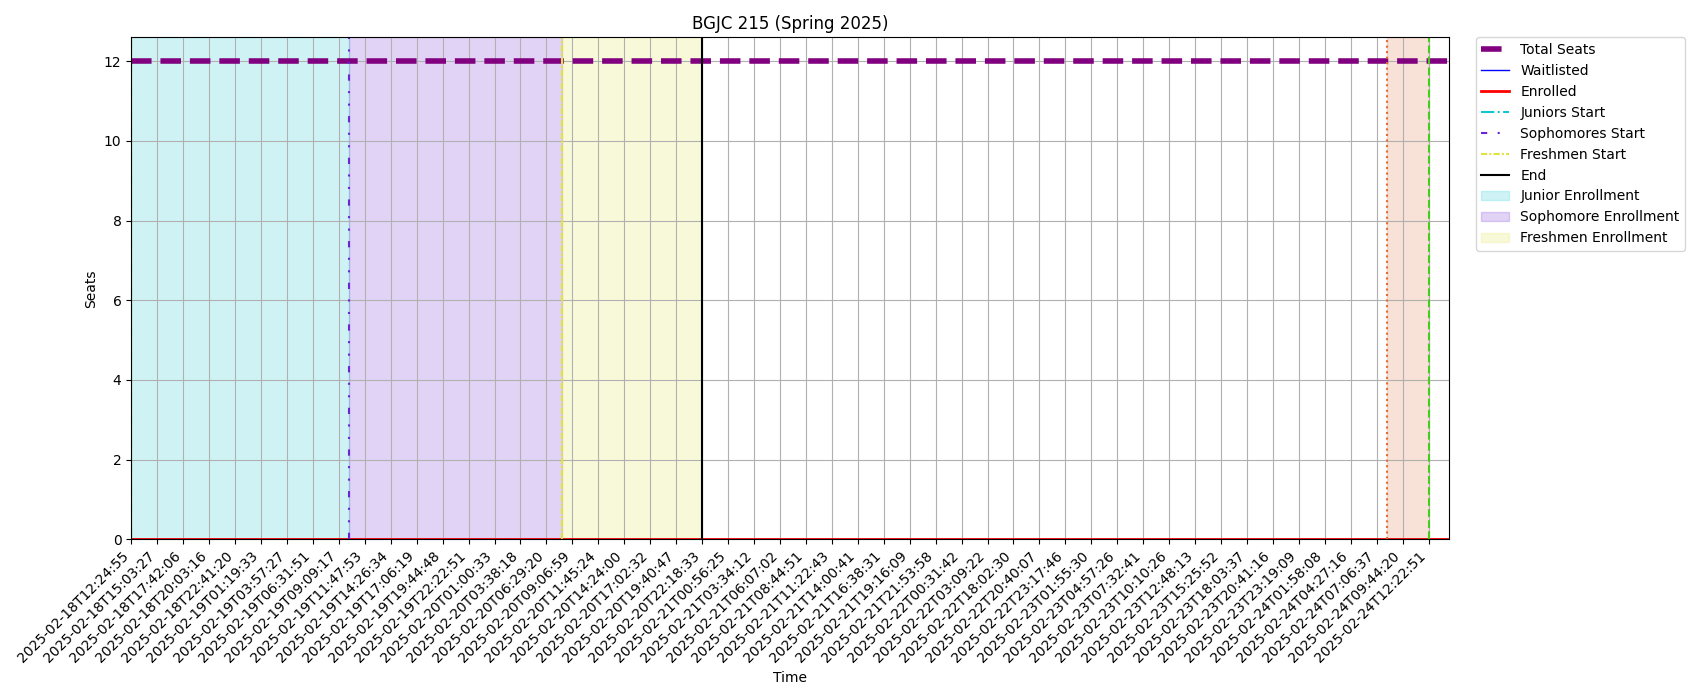 BGJC 215 (Spring 2025)
12
10
8
6
4
2
0
Seats
2025-02-18T12:24:55
2025-02-18T15:03:27
2025-02-18T17:42:06
2025-02-18T20:03:16
2025-02-18T22:41:20
2025-02-19T01:19:33
2025-02-19T03:57:27
2025-02-19T06:31:51
2025-02-19T09:09:17
2025-02-19T11:47:53
2025-02-19T14:26:34
2025-02-19T17:06:19
2025-02-19T19:44:48
2025-02-19T22:22:51
2025-02-20T01:00:33
2025-02-20T03:38:18
2025-02-20T06:29:20
2025-02-20T09:06:59
2025-02-20T11:45:24
2025-02-20T14:24:00
2025-02-20T17:02:32
2025-02-20T19:40:47
2025-02-20T22:18:33
2025-02-21T00:56:25
2025-02-21T03:34:12
2025-02-21T06:07:02
2025-02-21T08:44:51
2025-02-21T11:22:43
2025-02-21T14:00:41
2025-02-21T16:38:31
2025-02-21T19:16:09
2025-02-21T21:53:58
2025-02-22T00:31:42
2025-02-22T03:09:22
2025-02-22T18:02:30
2025-02-22T20:40:07
2025-02-22T23:17:46
2025-02-23T01:55:30
2025-02-23T04:57:26
2025-02-23T07:32:41
2025-02-23T10:10:26
2025-02-23T12:48:13
2025-02-23T15:25:52
2025-02-23T18:03:37
2025-02-23T20:41:16
2025-02-23T23:19:09
2025-02-24T01:58:08
2025-02-24T04:27:16
2025-02-24T07:06:37
2025-02-24T09:44:20
2025-02-24T12:22:51
Time
Total Seats
Waitlisted
Enrolled
Juniors Start
Sophomores Start
Freshmen Start
End
Junior Enrollment
Sophomore Enrollment
Freshmen Enrollment